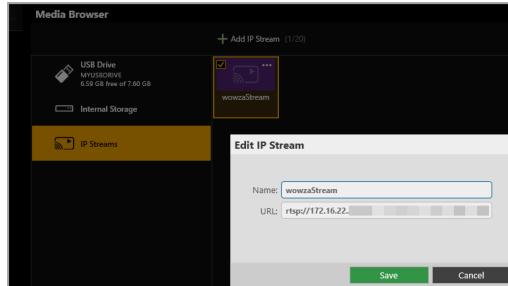 Media Browser
Add IP Stream (1/20)
USB Drive
MYUSBDRIVE
6.59 GB free of 7.60 GB
wowzaStream
Internal Storage
IP Streams
Edit IP Stream
Name: wowzaStream
URL: rtsp://172.16.22.
Save Cancel